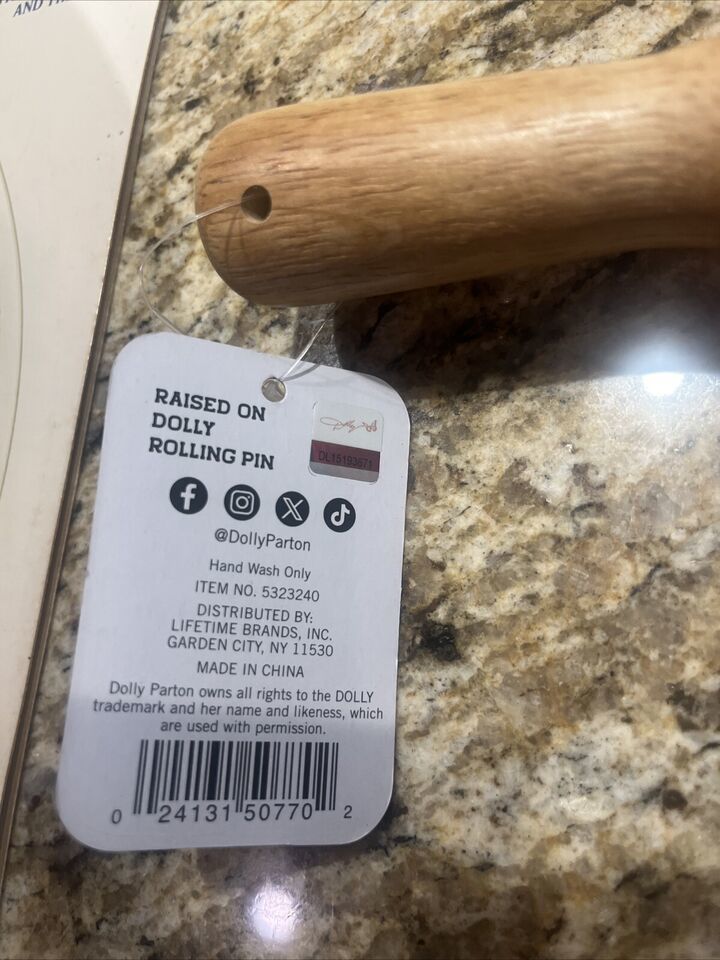 AND
RAISED ON
DOLLY
ROLLING PIN
DL15193671
@DollyParton
Hand Wash Only
ITEM NO. 5323240
DISTRIBUTED BY:
LIFETIME BRANDS, INC.
GARDEN CITY, NY 11530
MADE IN CHINA
Dolly Parton owns all rights to the DOLLY
trademark and her name and likeness, which
are used with permission.
0 24131 50770 2